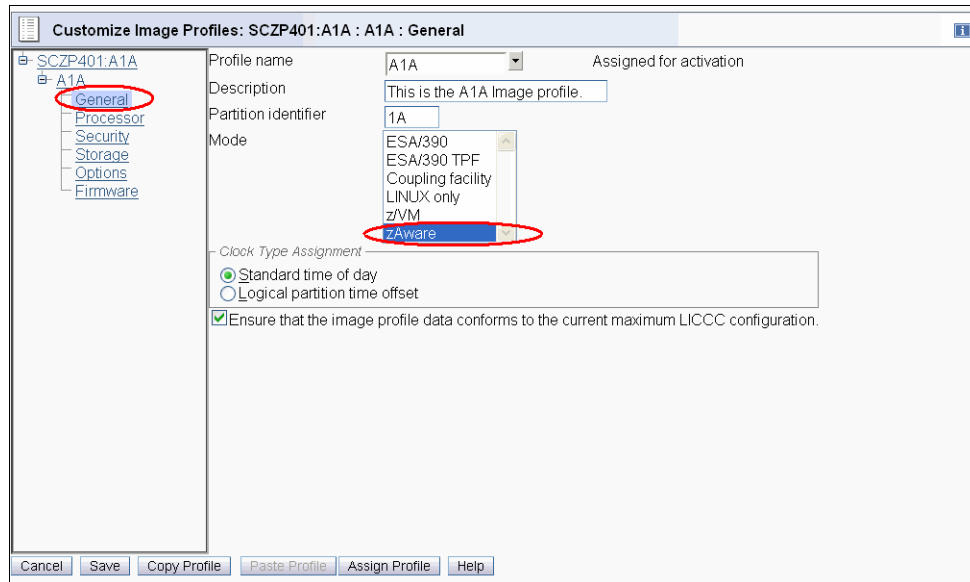 Customize Image Profiles: SCZP401:A1A : A1A : General
SCZP401:A1A
A1A
General
Processor
Security
Storage
Options
Firmware
Profile name
A1A
Assigned for activation
Description
This is the A1A Image profile.
Partition identifier
1A
Mode
ESA/390
ESA/390 TPF
Coupling facility
LINUX only
z/VM
zAware
Clock Type Assignment
Standard time of day
Logical partition time offset
Ensure that the image profile data conforms to the current maximum LICCC configuration.
Cancel
Save
Copy Profile
Paste Profile
Assign Profile
Help